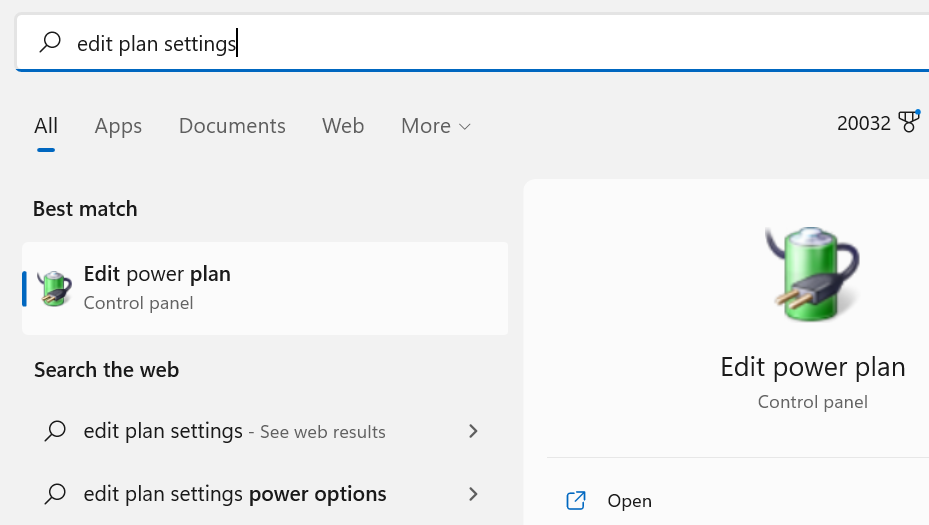 edit plan settings
All Apps Documents Web More
20032
Best match
Edit power plan
Control panel
Search the web
edit plan settings - See web results
edit plan settings power options
Edit power plan
Control panel
Open